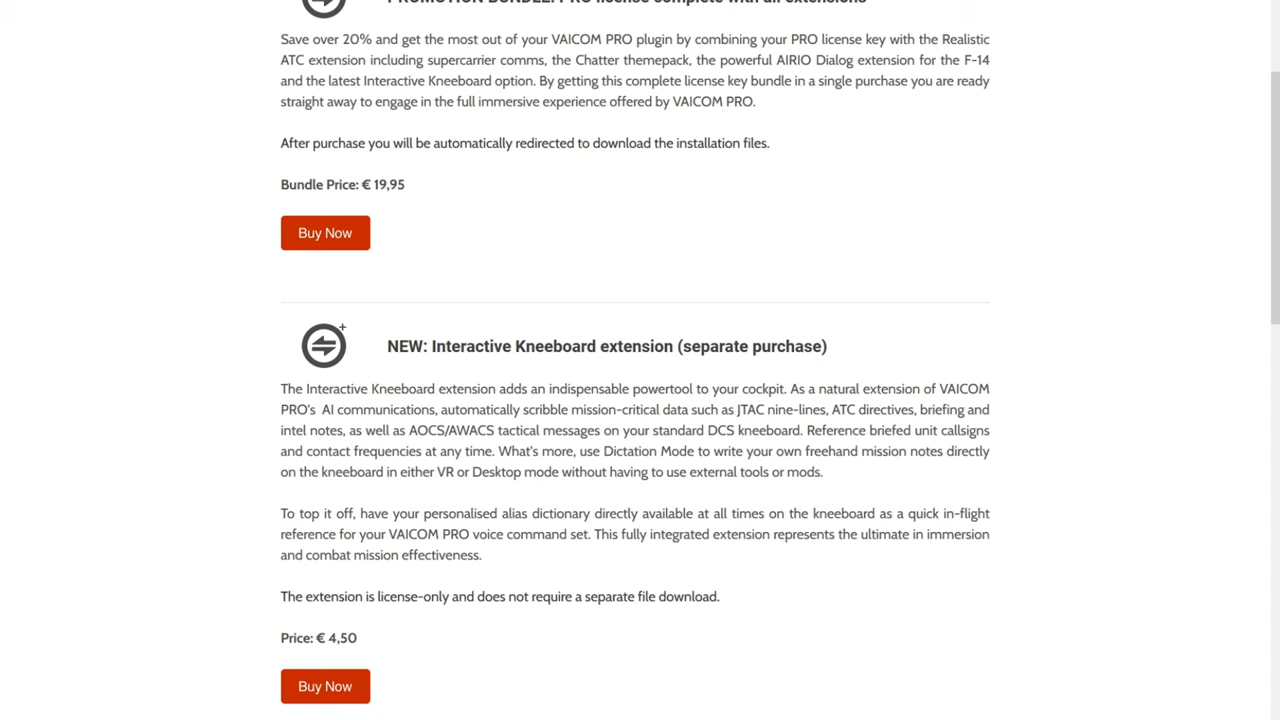 PROMOTION BUNDLE: PRO license complete with all extensions
Save over 20% and get the most out of your VAICOM PRO plugin by combining your PRO license key with the Realistic
ATC extension including supercarrier comms, the Chatter themepack, the powerful AIRIO Dialog extension for the F-14
and the latest Interactive Kneeboard option. By getting this complete license key bundle in a single purchase you are ready
straight away to engage in the full immersive experience offered by VAICOM PRO.
After purchase you will be automatically redirected to download the installation files.
Bundle Price: € 19,95
Buy Now
NEW: Interactive Kneeboard extension (separate purchase)
The Interactive Kneeboard extension adds an indispensable powertool to your cockpit. As a natural extension of VAICOM
PRO's AI communications, automatically scribble mission-critical data such as JTAC nine-lines, ATC directives, briefing and
intel notes, as well as AOCS/AWACS tactical messages on your standard DCS kneeboard. Reference briefed unit callsigns
and contact frequencies at any time. What's more, use Dictation Mode to write your own freehand mission notes directly
on the kneeboard in either VR or Desktop mode without having to use external tools or mods.
To top it off, have your personalised alias dictionary directly available at all times on the kneeboard as a quick in-flight
reference for your VAICOM PRO voice command set. This fully integrated extension represents the ultimate in immersion
and combat mission effectiveness.
The extension is license-only and does not require a separate file download.
Price: € 4,50
Buy Now